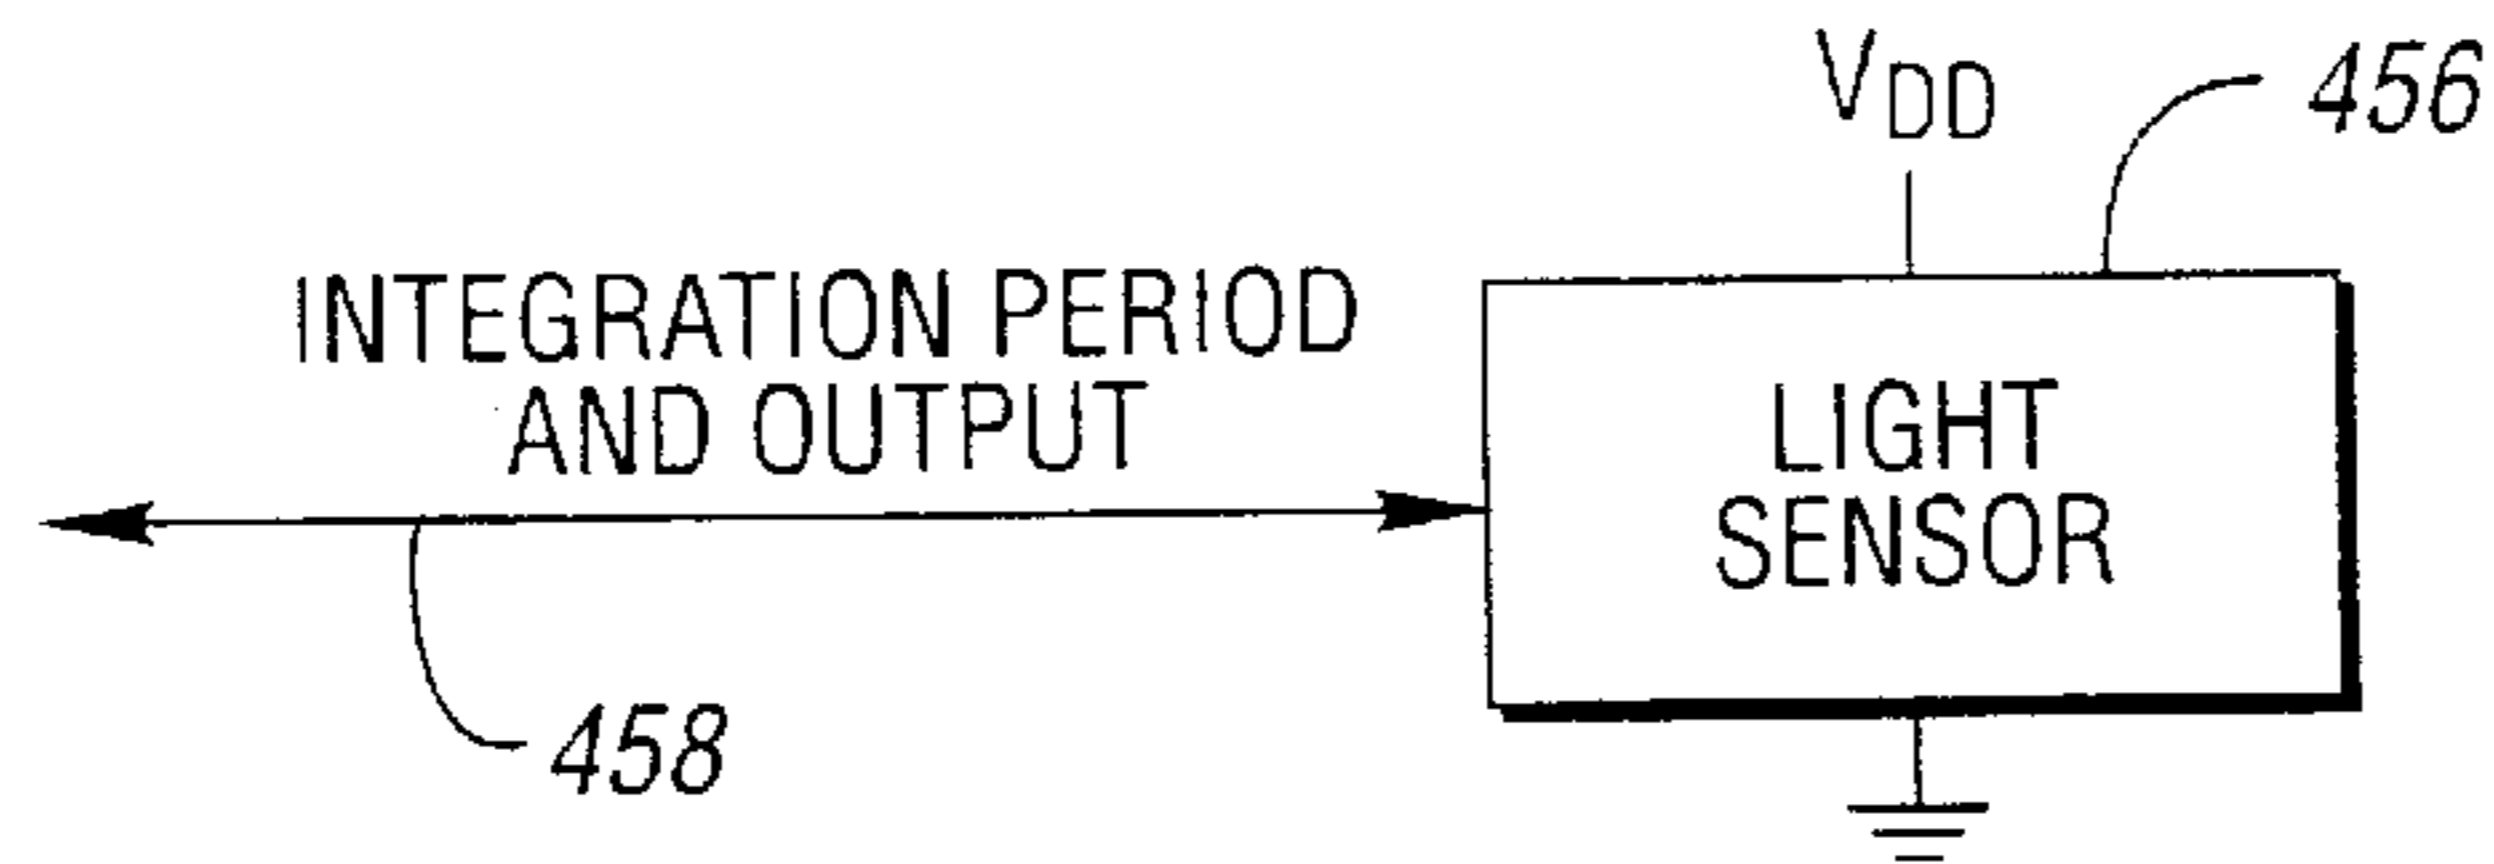 VDD
456
INTEGRATION PERIOD
AND OUTPUT
LIGHT
SENSOR
458